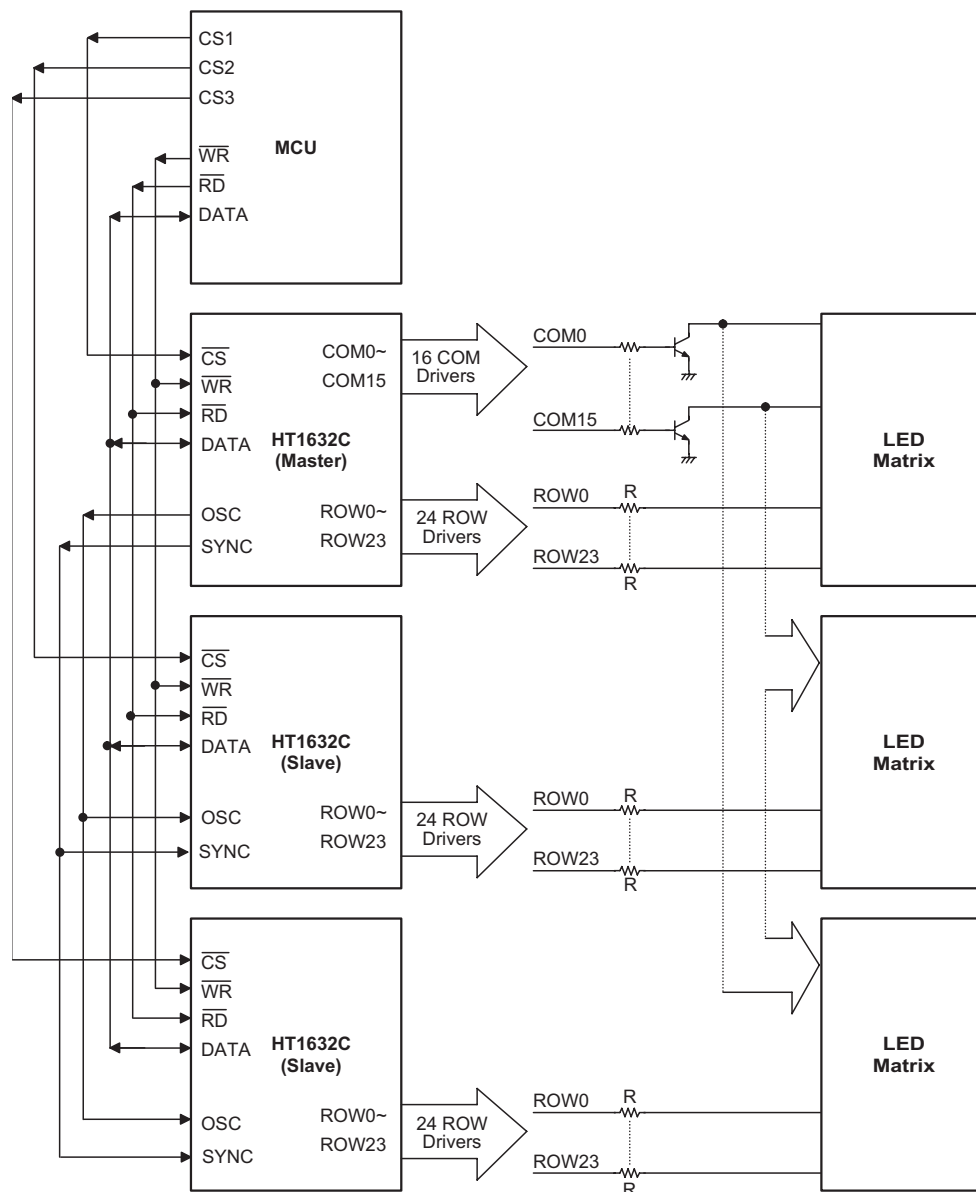 CS1
CS2
CS3
MCU
WR
RD
DATA
CS
WR
RD
DATA
OSC
SYNC
HT1632C
(Master)
COM0~
COM15
ROW0~
ROW23
16 COM
Drivers
24 ROW
Drivers
COM0
COM15
ROW0
R
ROW23
R
LED
Matrix
CS
WR
RD
DATA
OSC
SYNC
HT1632C
(Slave)
ROW0~
ROW23
24 ROW
Drivers
ROW0
R
ROW23
R
LED
Matrix
CS
WR
RD
DATA
OSC
SYNC
HT1632C
(Slave)
ROW0~
ROW23
24 ROW
Drivers
ROW0
R
ROW23
R
LED
Matrix